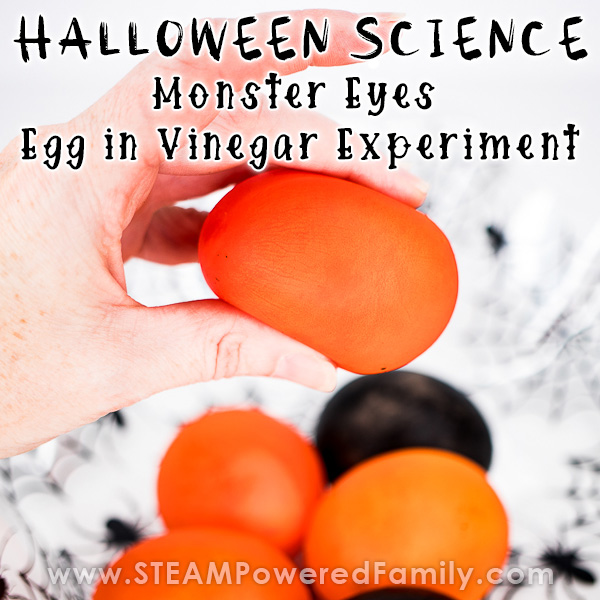 HALLOWEEN SCIENCE
Monster Eyes
Egg in Vinegar Experiment
www.STEAMPoweredFamily.com